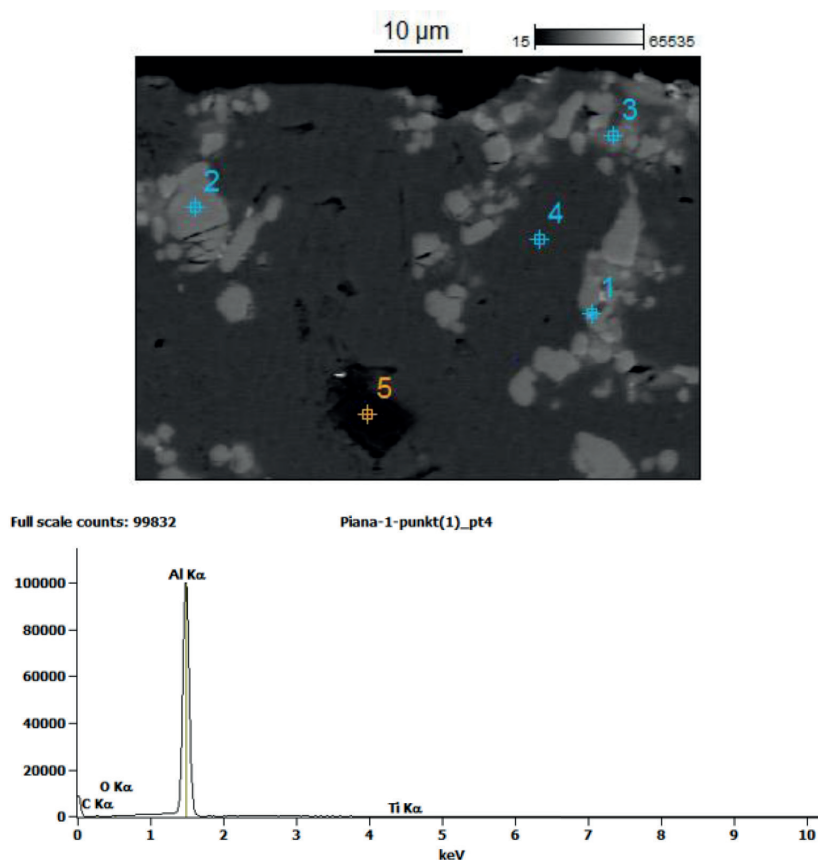 10 µm
15 65535
3
2
4
1
5
Full scale counts: 99832 Piana-1-punkt(1)_pt4
Al Kα
100000
80000
60000
40000
20000
O Kα
C Kα
Ti Kα
0
0 1 2 3 4 5 6 7 8 9 10
keV